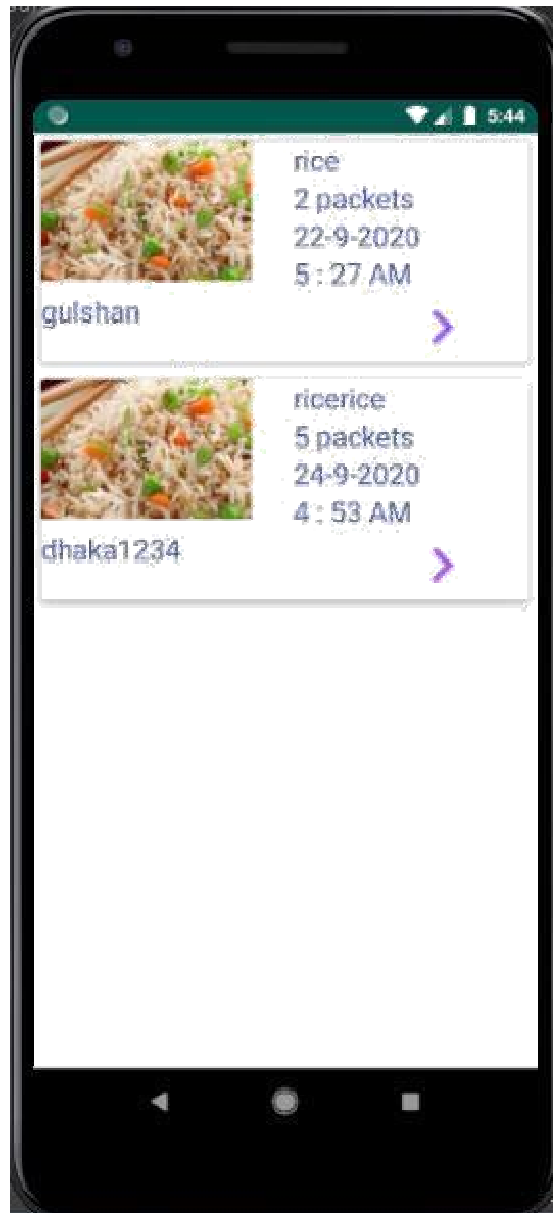 5:44
rice
2 packets
22-9-2020
5 : 27 AM
gulshan
ricerice
5 packets
24-9-2020
4 : 53 AM
dhaka1234